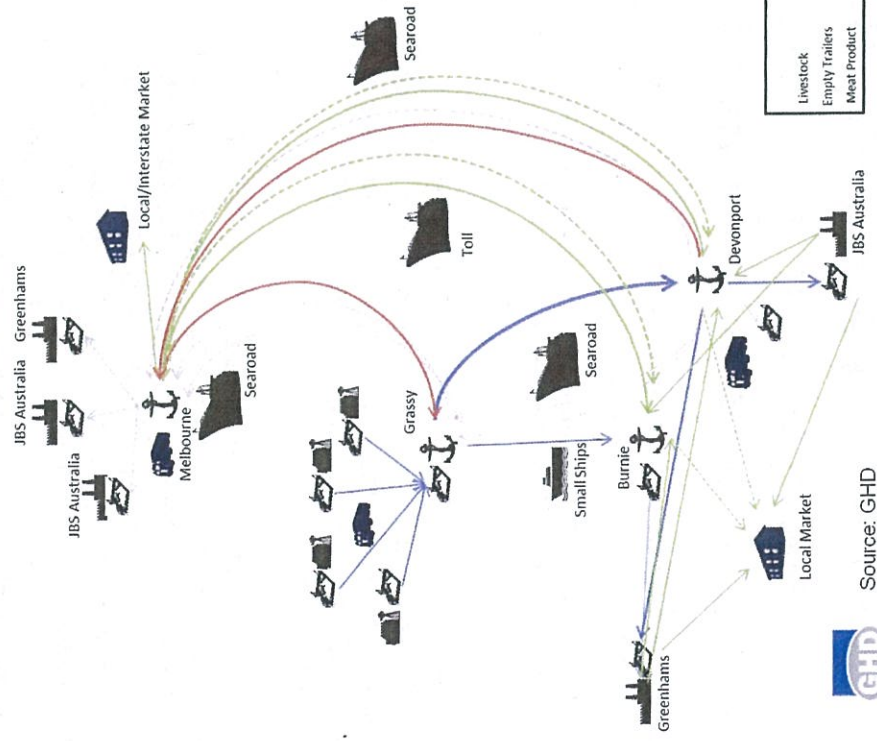 JBS Australia
Greenhams
JBS Australia
Local/Interstate Market
Melbourne
Searoad
Searoad
Toll
Grassy
Searoad
Small Ships
Burnie
Devonport
Greenhams
JBS Australia
Local Market
Livestock
Empty Trailers
Meat Product
GHD
Source: GHD